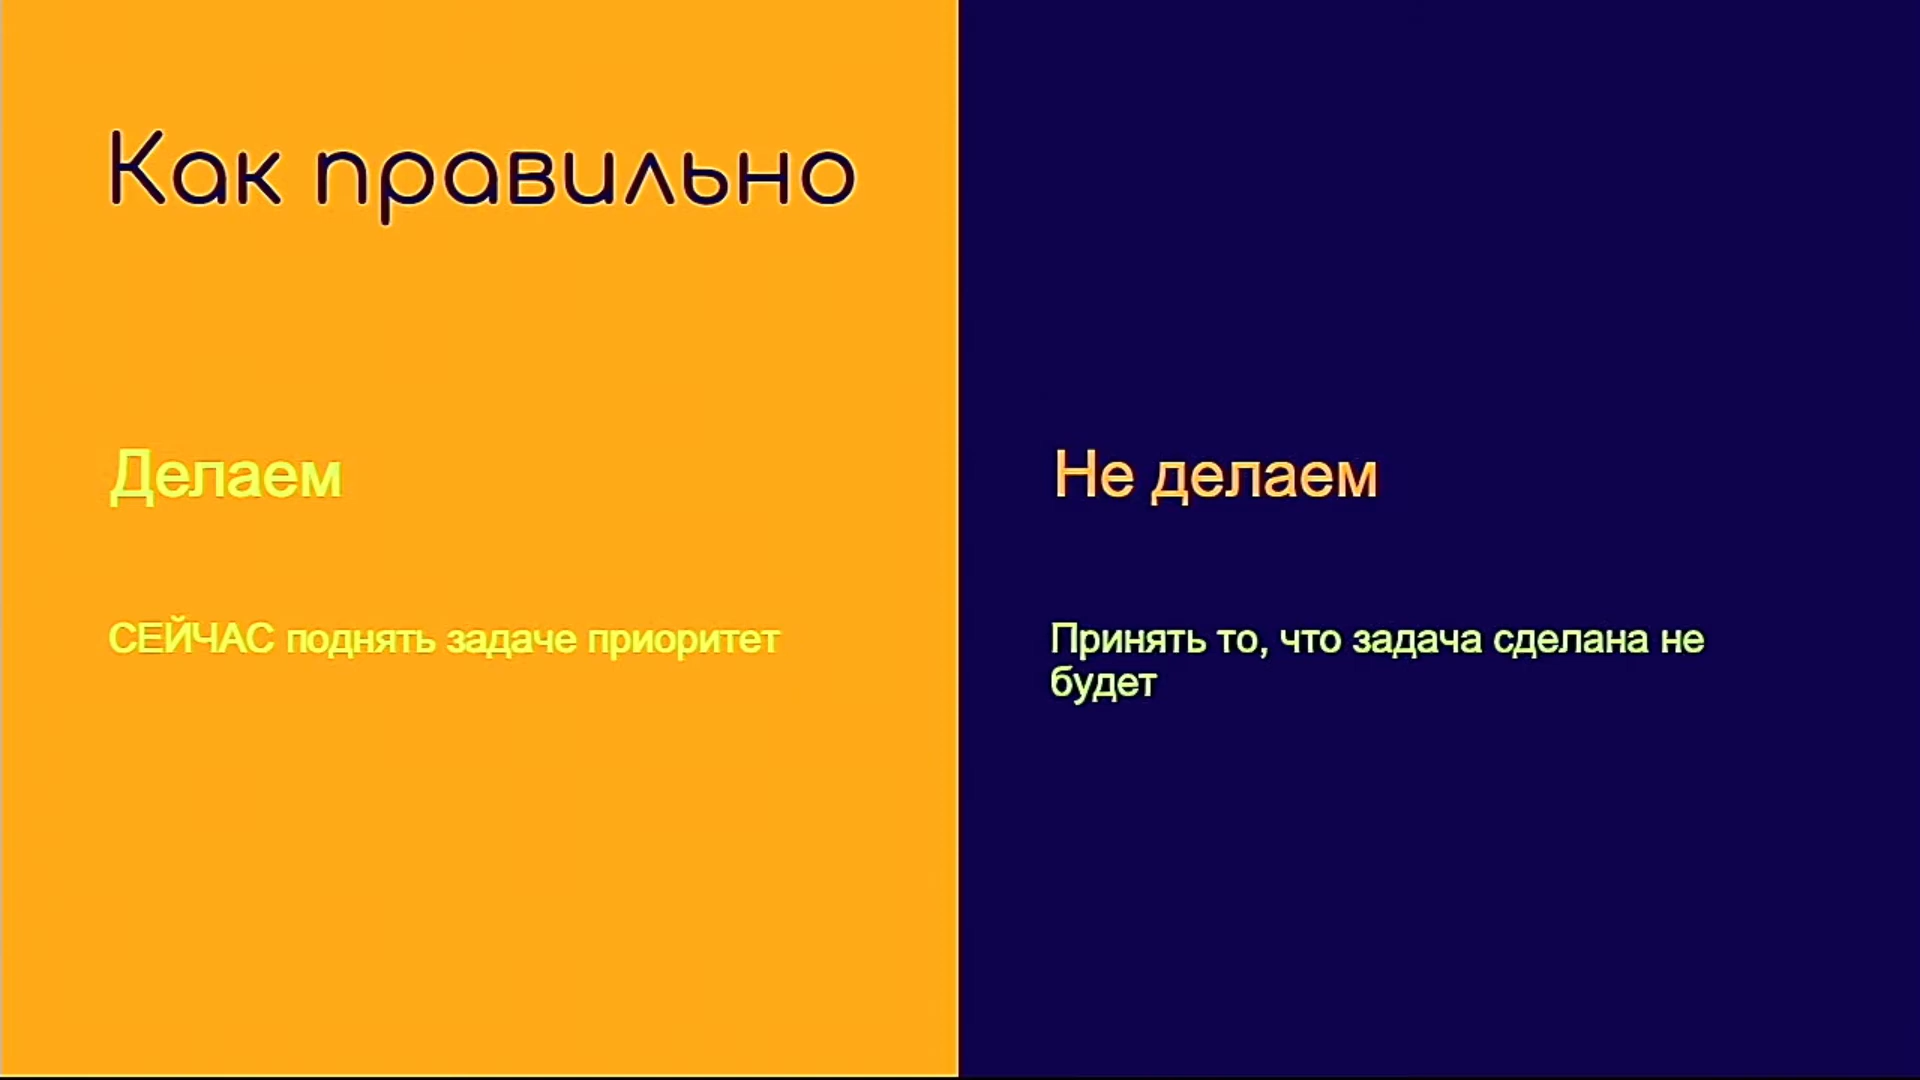 Как правильно
Делаем
СЕЙЧАС поднять задаче приоритет
Не делаем
Принять то, что задача сделана не
будет